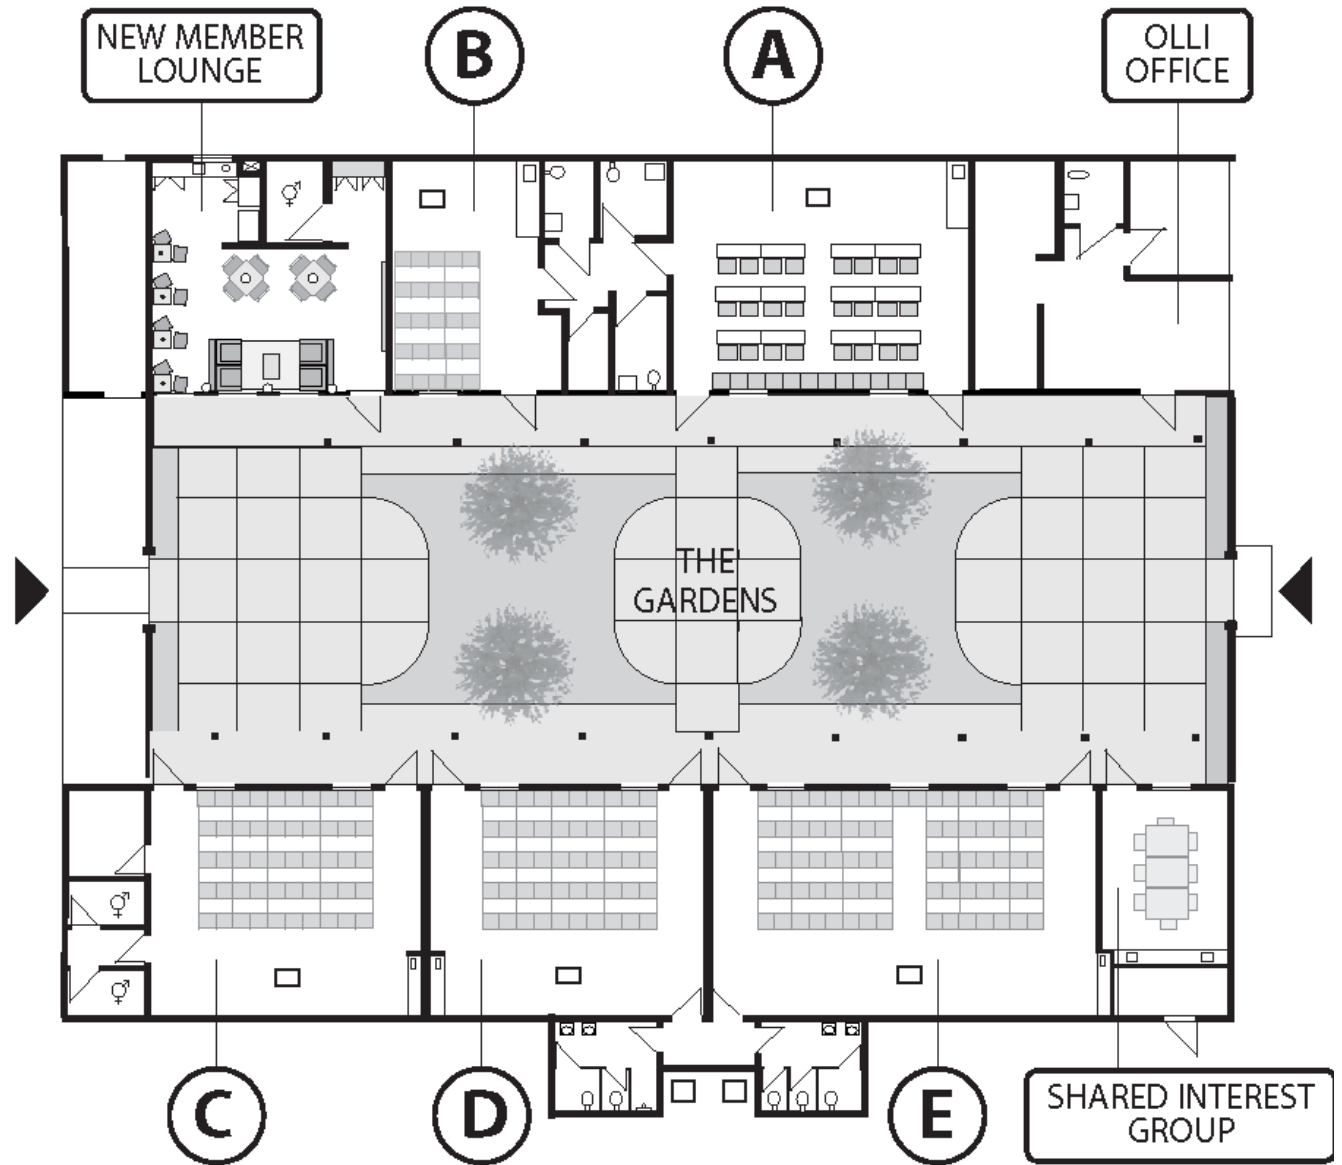 NEW MEMBER
LOUNGE
B
A
OLLI
OFFICE
THE
GARDENS
C
D
E
SHARED INTEREST
GROUP